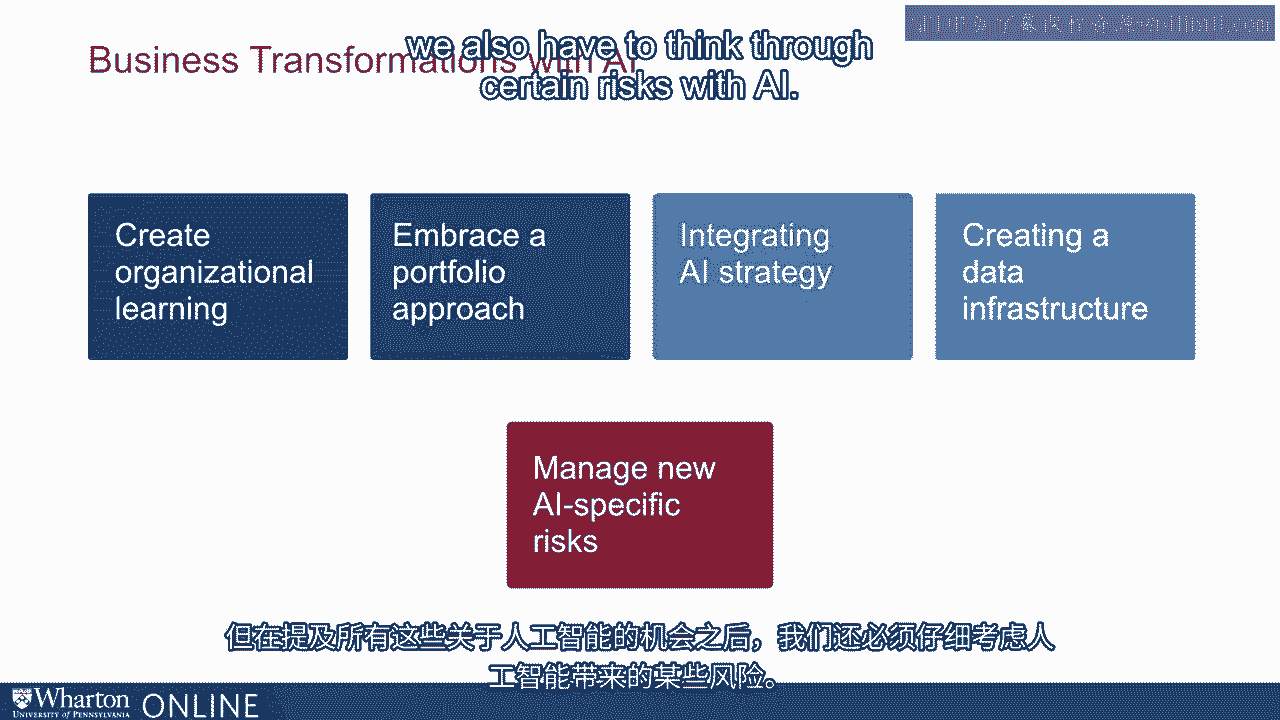 we also have to think through
certain risks with AI.
Business Transformations with AI
Create
organizational
learning
Embrace a
portfolio
approach
Integrating
AI strategy
Creating a
data
infrastructure
Manage new
AI-specific
risks
但在提及所有这些关于人工智能的机会之后，我们还必须仔细考虑人
工智能带来的某些风险。
Wharton
UNIVERSITY of PENNSYLVANIA
ONLINE